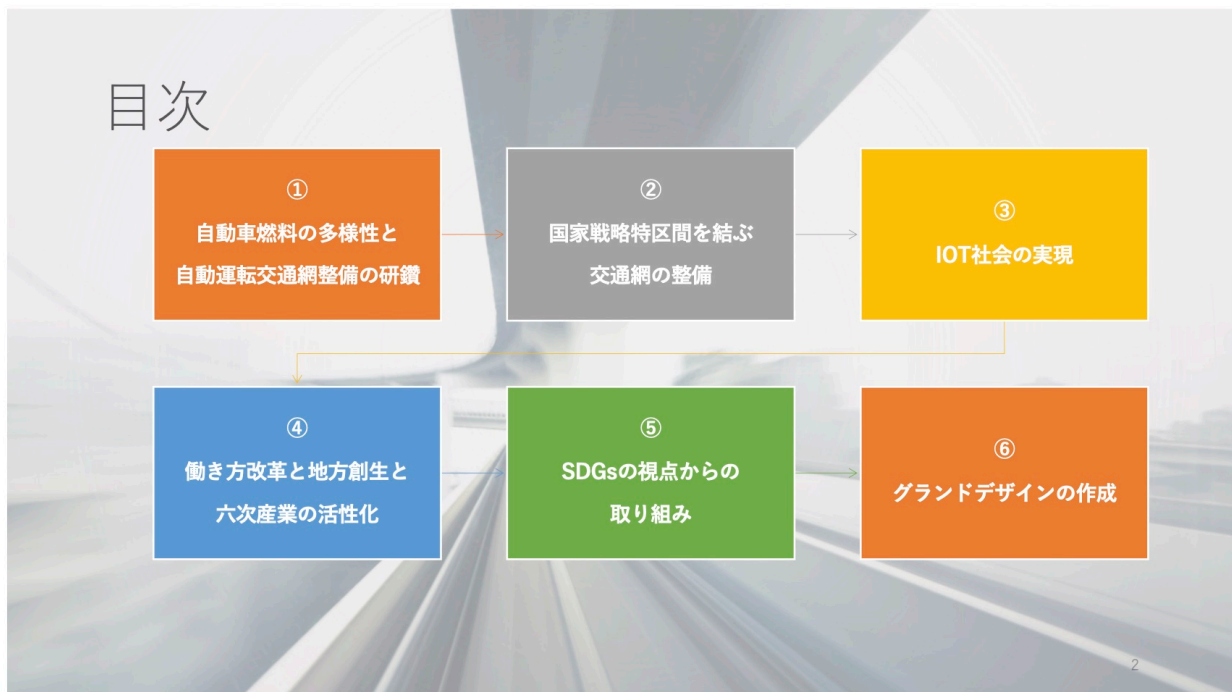 目次
①
自動車燃料の多様性と
自動運転交通網整備の研鑽
②
国家戦略特区間を結ぶ
交通網の整備
③
IOT社会の実現
④
働き方改革と地方創生と
六次産業の活性化
⑤
SDGsの視点からの
取り組み
⑥
グランドデザインの作成
2